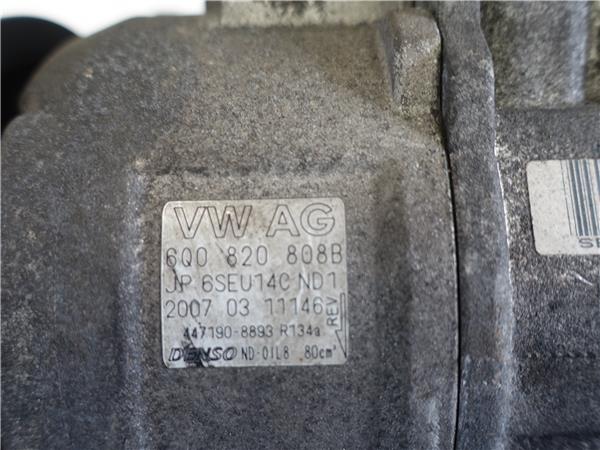 VW AG
6Q0 820 808B
JP 6SEU14C ND1
2007 03 11146
REV
447190-8893 R134a
DENSO ND-OIL8 80cm³
SE